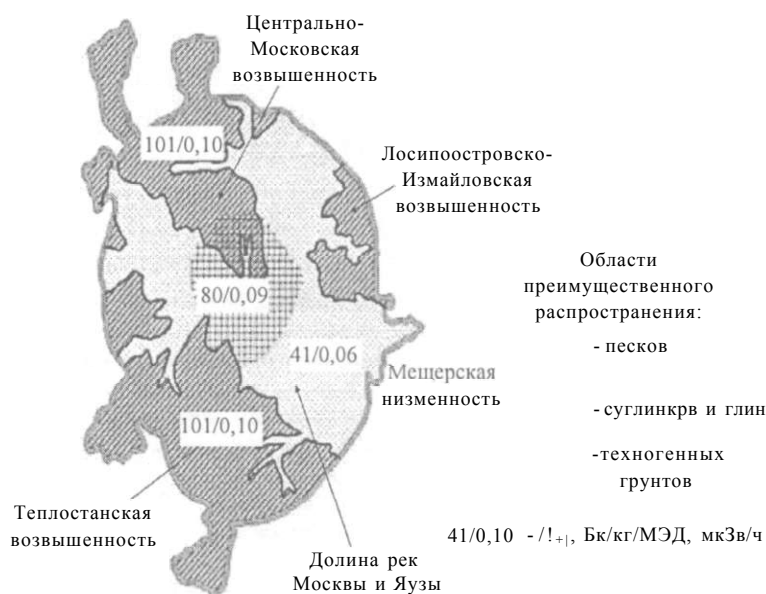 Центрально-
Московская
возвышенность
101/0,10
Лосипоостровско-
Измайловская
возвышенность
80/0,09
41/0,06
Мещерская
низменность
101/0,10
Теплостанская
возвышенность
Долина рек
Москвы и Яузы
Области
преимущественного
распространения:
- песков
- суглинкрв и глин
-техногенных
грунтов
41/0,10 - /!₊|, Бк/кг/МЭД, мкЗв/ч